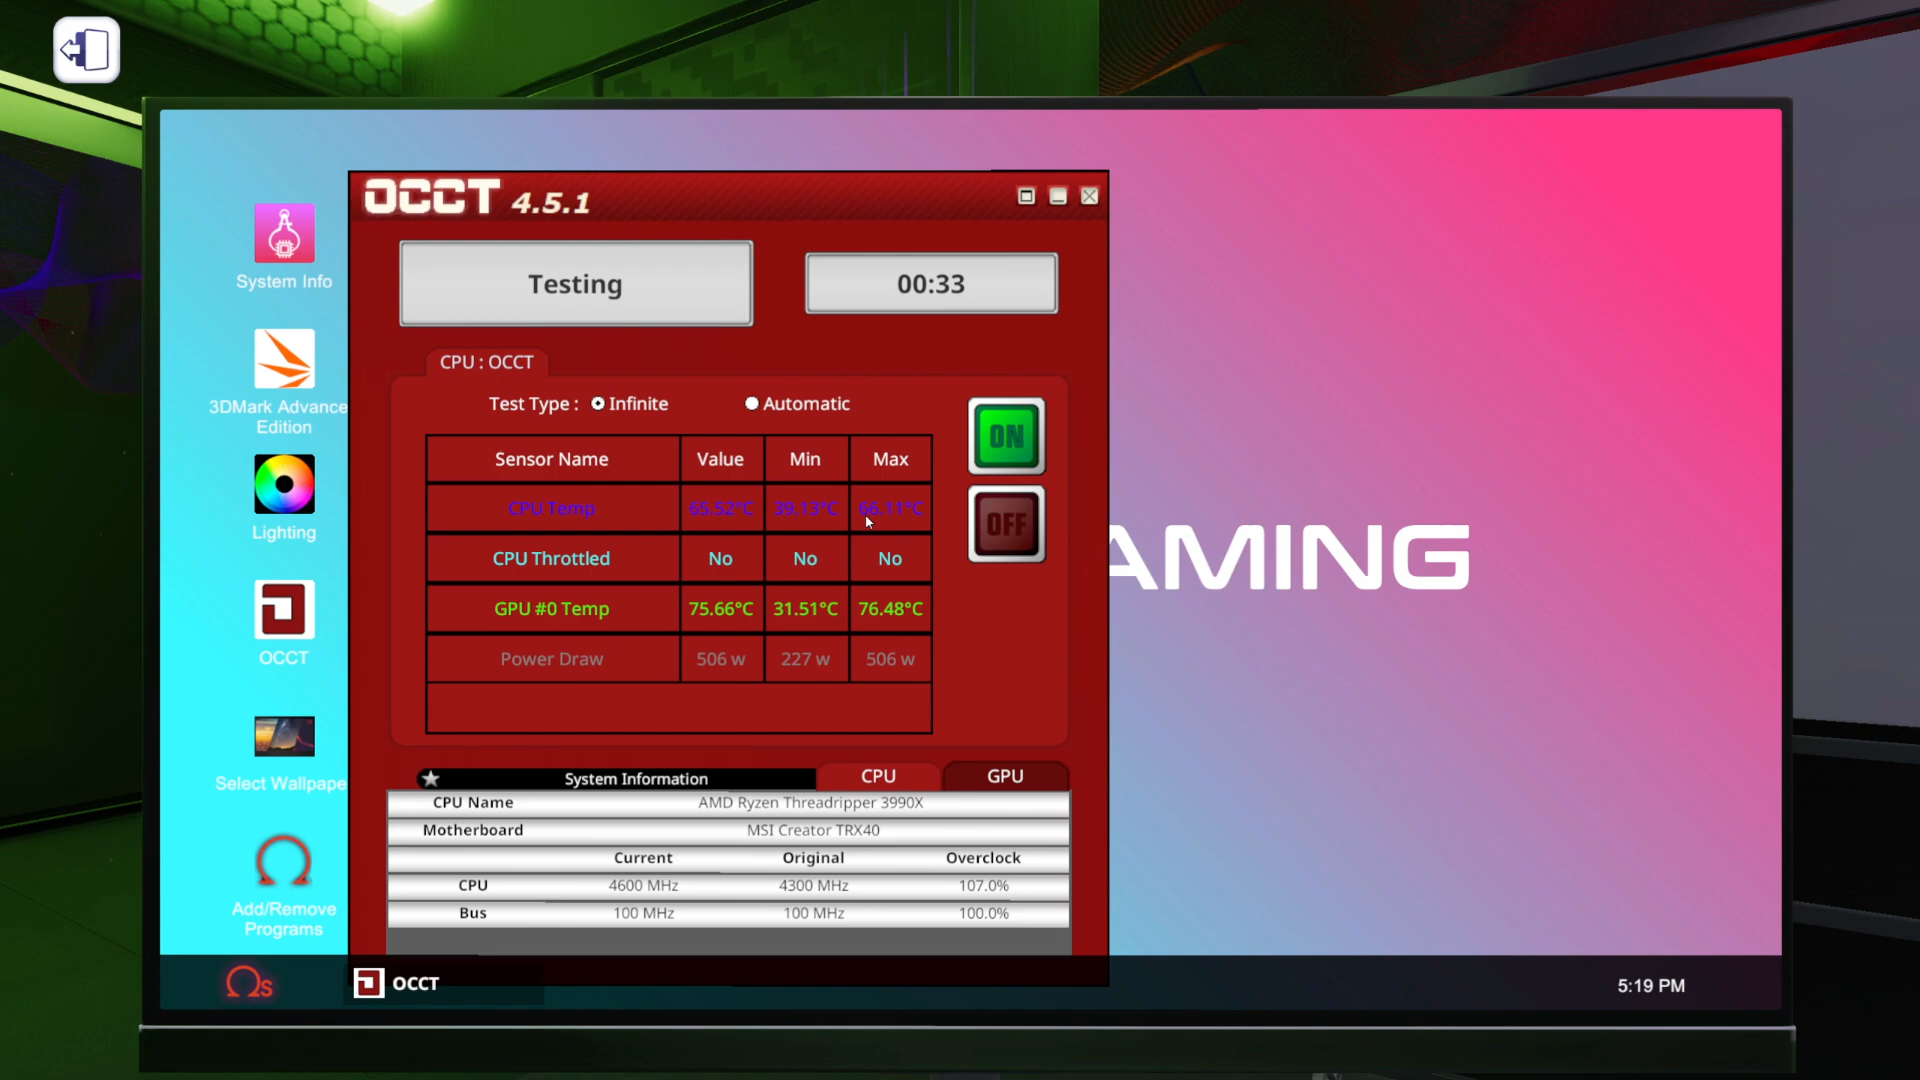 OCCT 4.5.1
Testing
00:33
CPU : OCCT
Test Type : Infinite Automatic
ON
OFF
Sensor Name Value Min Max
CPU Temp 65.52°C 39.13°C 66.11°C
CPU Throttled No No No
GPU #0 Temp 75.66°C 31.51°C 76.48°C
Power Draw 506 w 227 w 506 w
System Information CPU GPU
CPU Name AMD Ryzen Threadripper 3990X
Motherboard MSI Creator TRX40
Current Original Overclock
CPU 4600 MHz 4300 MHz 107.0%
Bus 100 MHz 100 MHz 100.0%
System Info
3DMark Advance
Edition
Lighting
OCCT
Select Wallpape
Add/Remove
Programs
AMING
ΩS
OCCT
5:19 PM